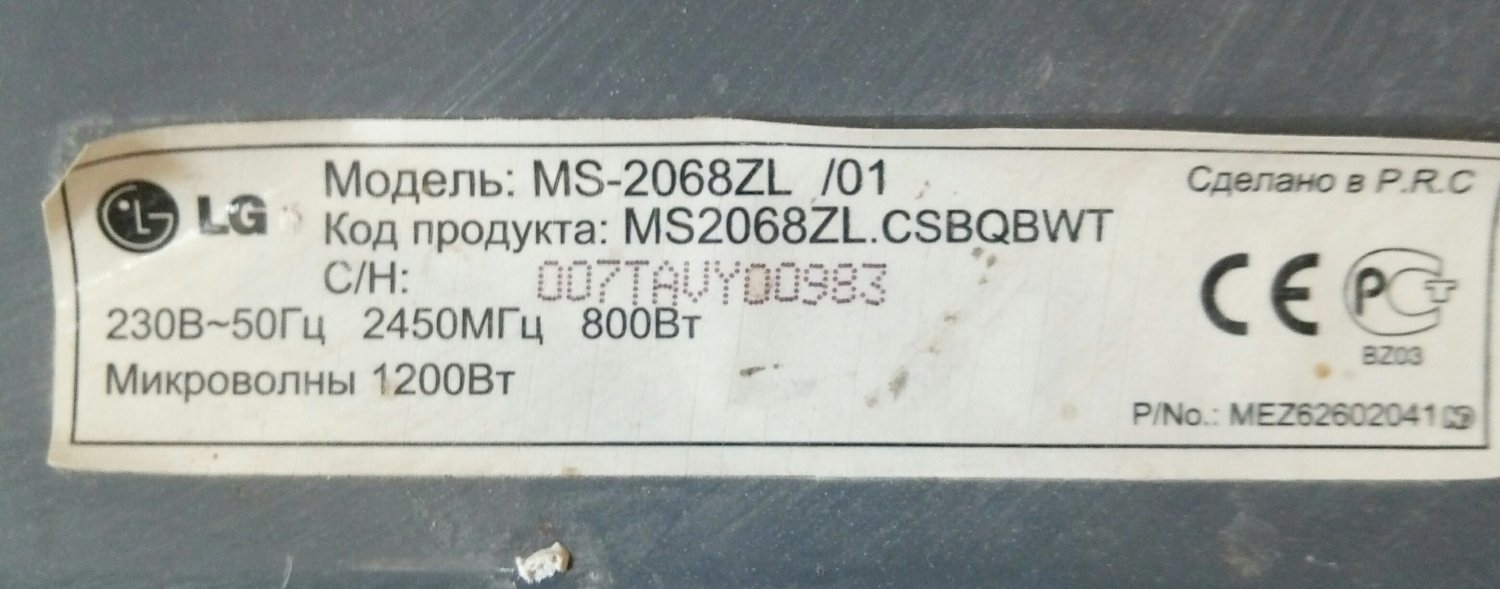 LG
Модель: MS-2068ZL /01
Код продукта: MS2068ZL.CSBQBWT
С/Н: 007TAVY00983
230В~50Гц 2450МГц 800Вт
Микроволны 1200Вт
Сделано в P.R.C
CE РСТ
BZ03
P/No.: MEZ62602041